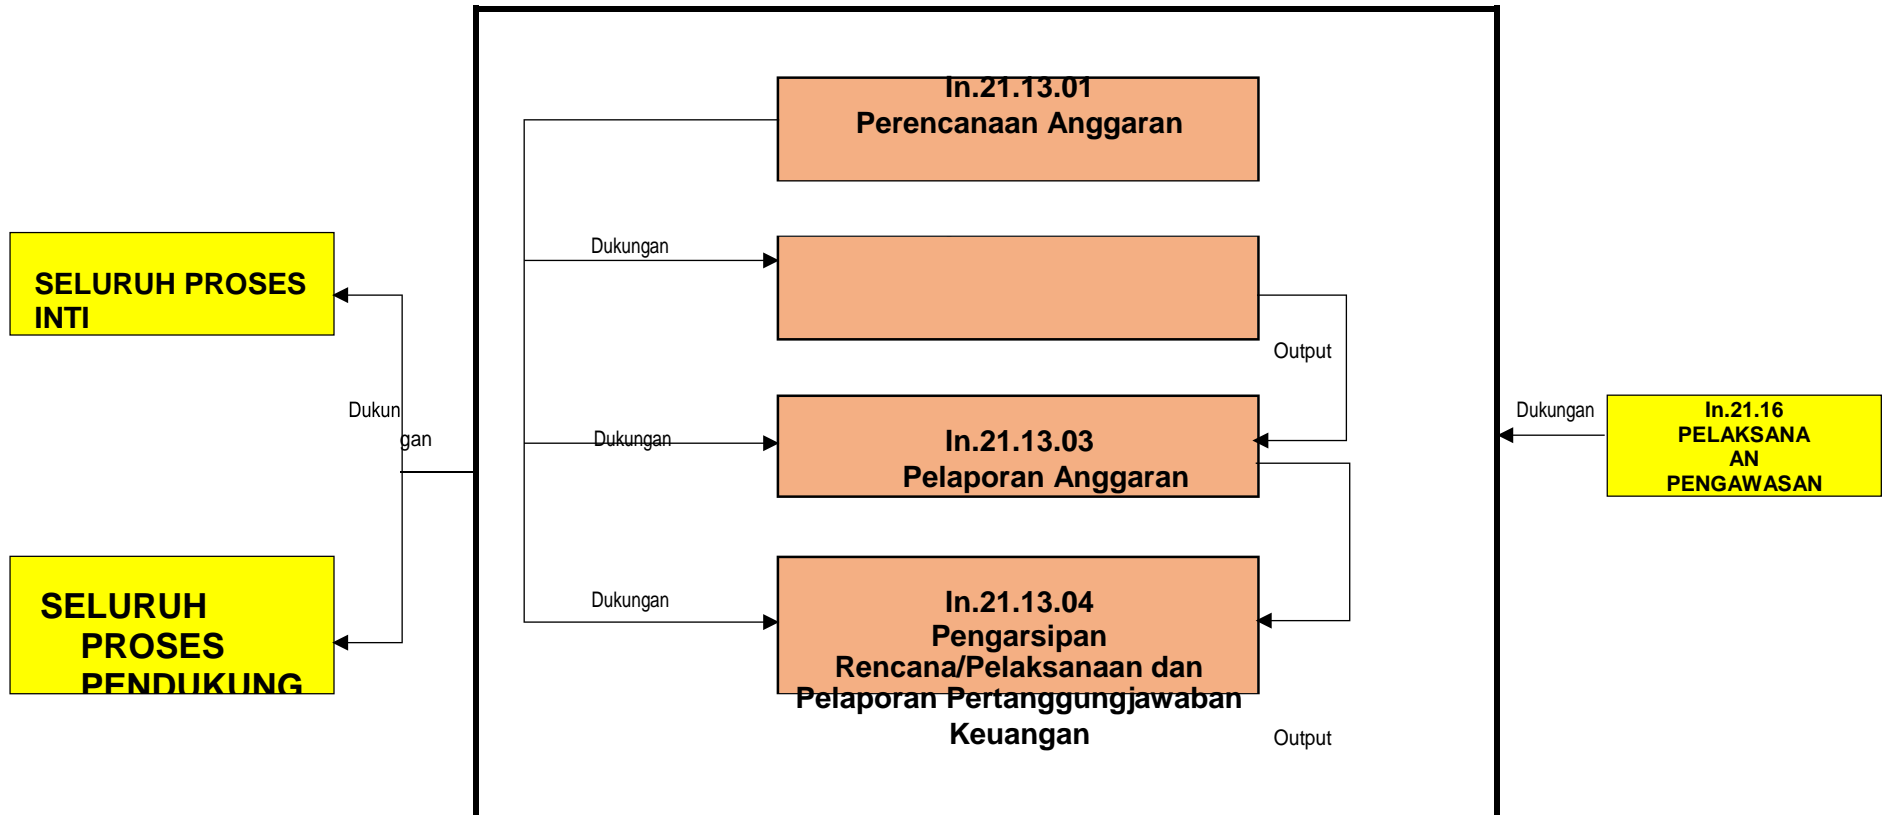 In.21.13.01
Perencanaan Anggaran
Dukungan
SELURUH PROSES
INTI
Output
Dukun
gan
Dukungan
In.21.13.03
Pelaporan Anggaran
Dukungan
In.21.16
PELAKSANA
AN
PENGAWASAN
SELURUH
PROSES
PENDUKUNG
Dukungan
In.21.13.04
Pengarsipan
Rencana/Pelaksanaan dan
Pelaporan Pertanggungjawaban
Keuangan
Output